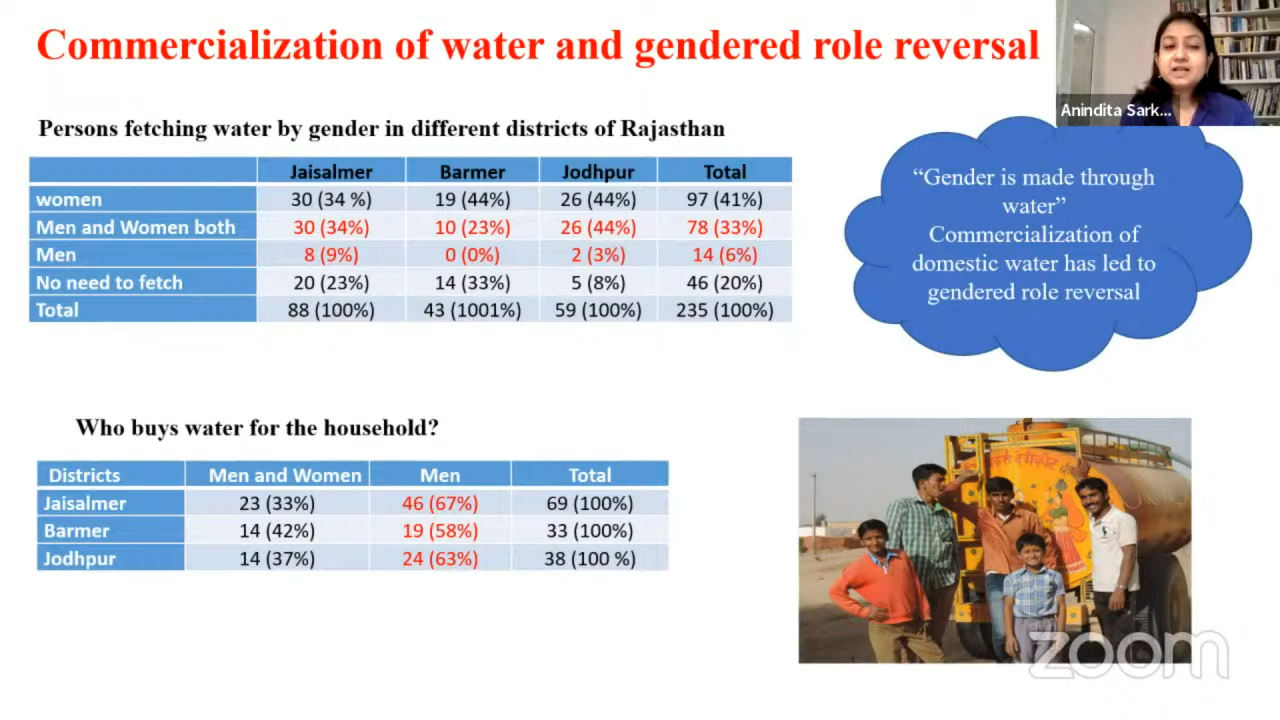 Commercialization of water and gendered role reversal
Anindita Sark...
Persons fetching water by gender in different districts of Rajasthan
Jaisalmer Barmer Jodhpur Total
women 30 (34 %) 19 (44%) 26 (44%) 97 (41%)
Men and Women both 30 (34%) 10 (23%) 26 (44%) 78 (33%)
Men 8 (9%) 0 (0%) 2 (3%) 14 (6%)
No need to fetch 20 (23%) 14 (33%) 5 (8%) 46 (20%)
Total 88 (100%) 43 (1001%) 59 (100%) 235 (100%)
“Gender is made through
water”
Commercialization of
domestic water has led to
gendered role reversal
Who buys water for the household?
Districts Men and Women Men Total
Jaisalmer 23 (33%) 46 (67%) 69 (100%)
Barmer 14 (42%) 19 (58%) 33 (100%)
Jodhpur 14 (37%) 24 (63%) 38 (100 %)
zoom